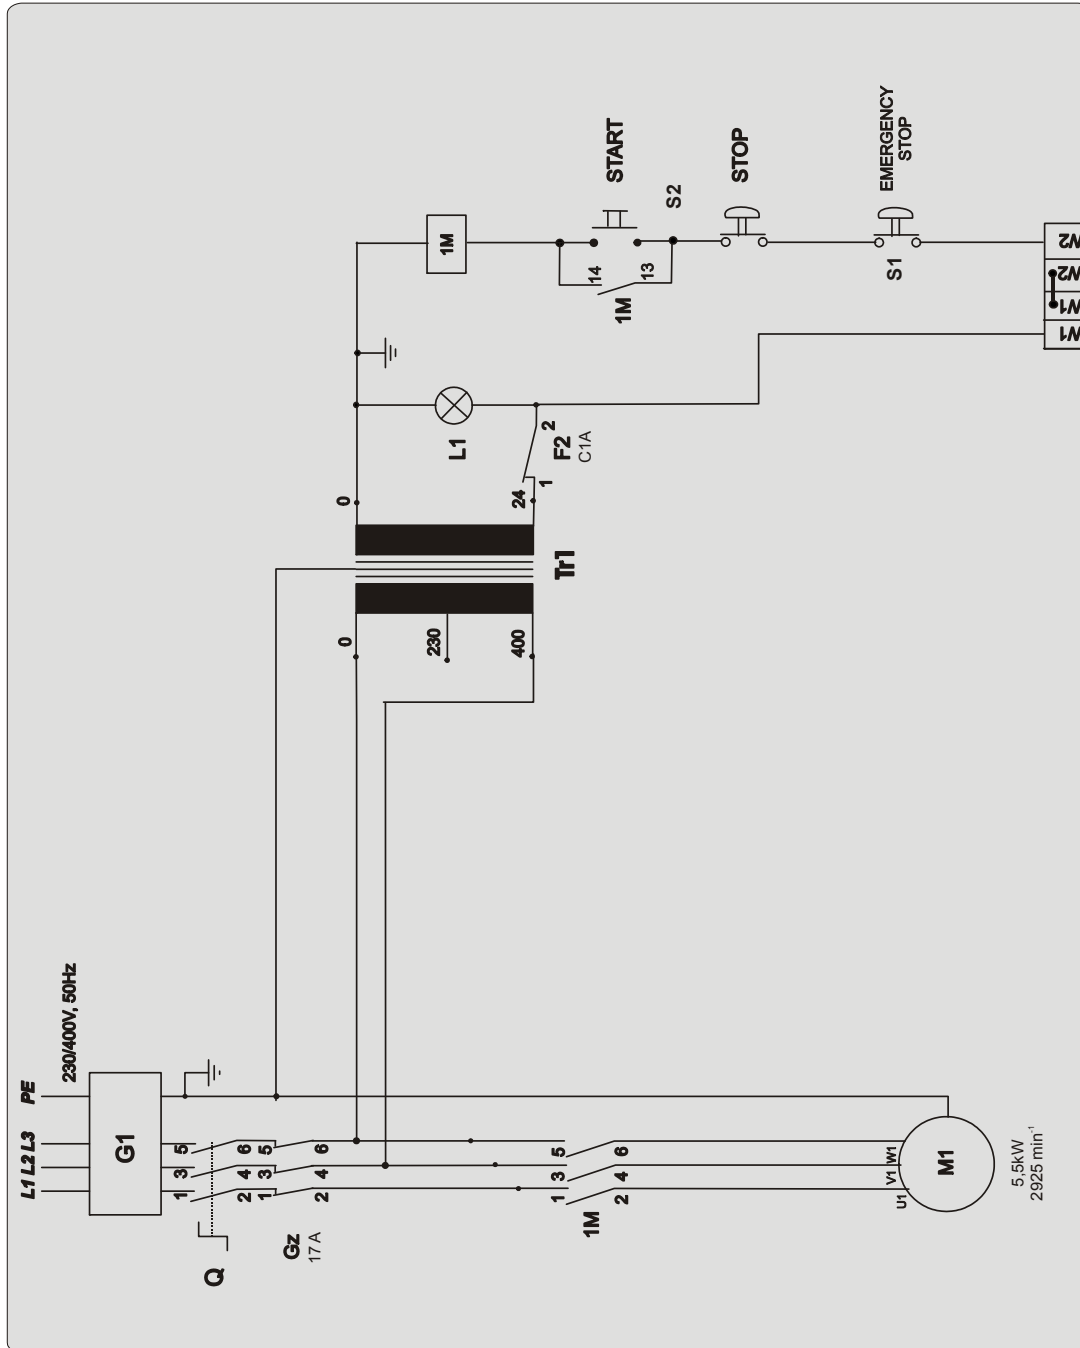 START
STOP
EMERGENCY
STOP
S2
1M
14
13
1M
S1
L1
2
F2
C1A
1
0
24
Tr1
0
230
400
230/400V, 50Hz
PE
L1 L2 L3
G1
5
3
1
6
4
2
5
3
1
6
4
2
Q
Gz
17 A
5
3
1
6
4
2
1M
W1
V1
U1
M1
5,5kW
2925 min⁻¹